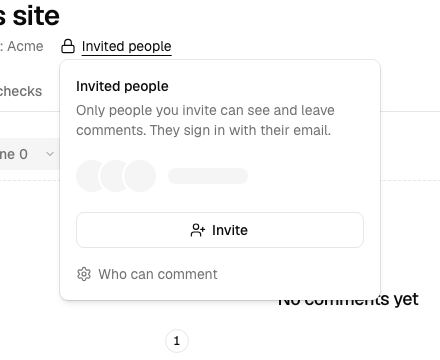 s site
: Acme
Invited people
Invited people
checks
Only people you invite can see and leave
comments. They sign in with their email.
ne 0
Invite
Who can comment
No comments yet
1